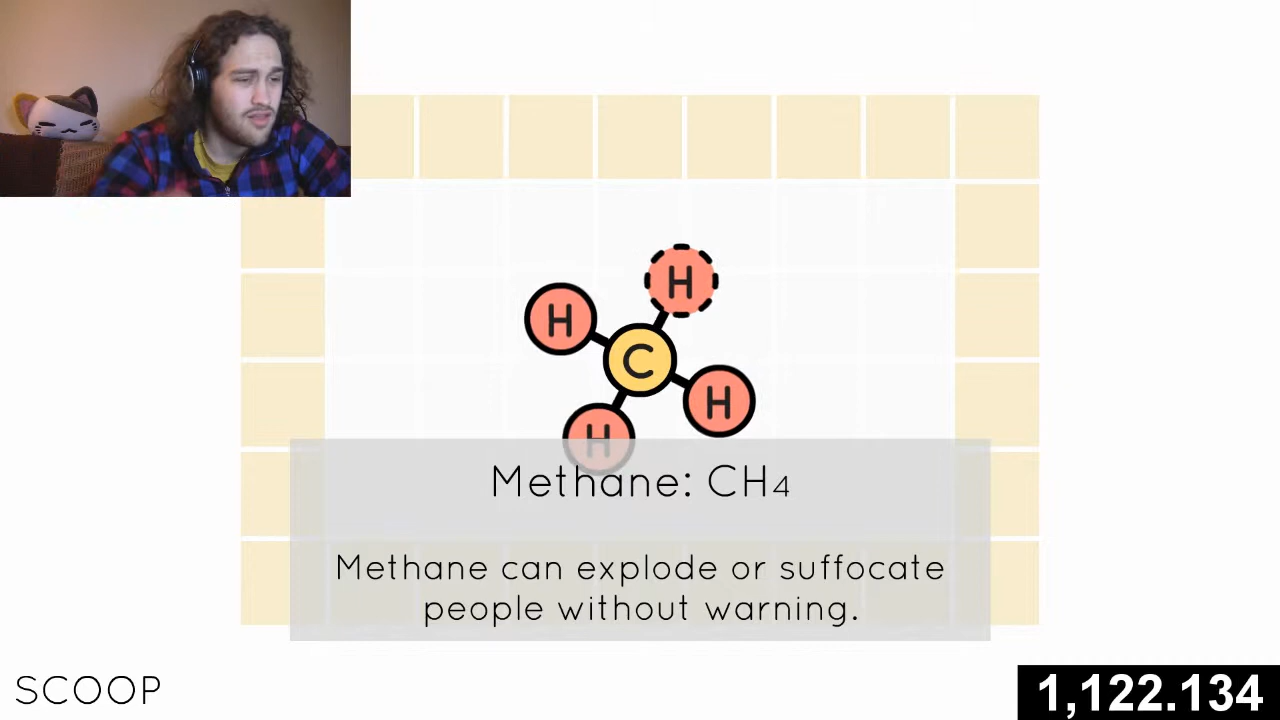 H
H
C
H
H
Methane: CH₄
Methane can explode or suffocate
people without warning.
SCOOP
1,122.134